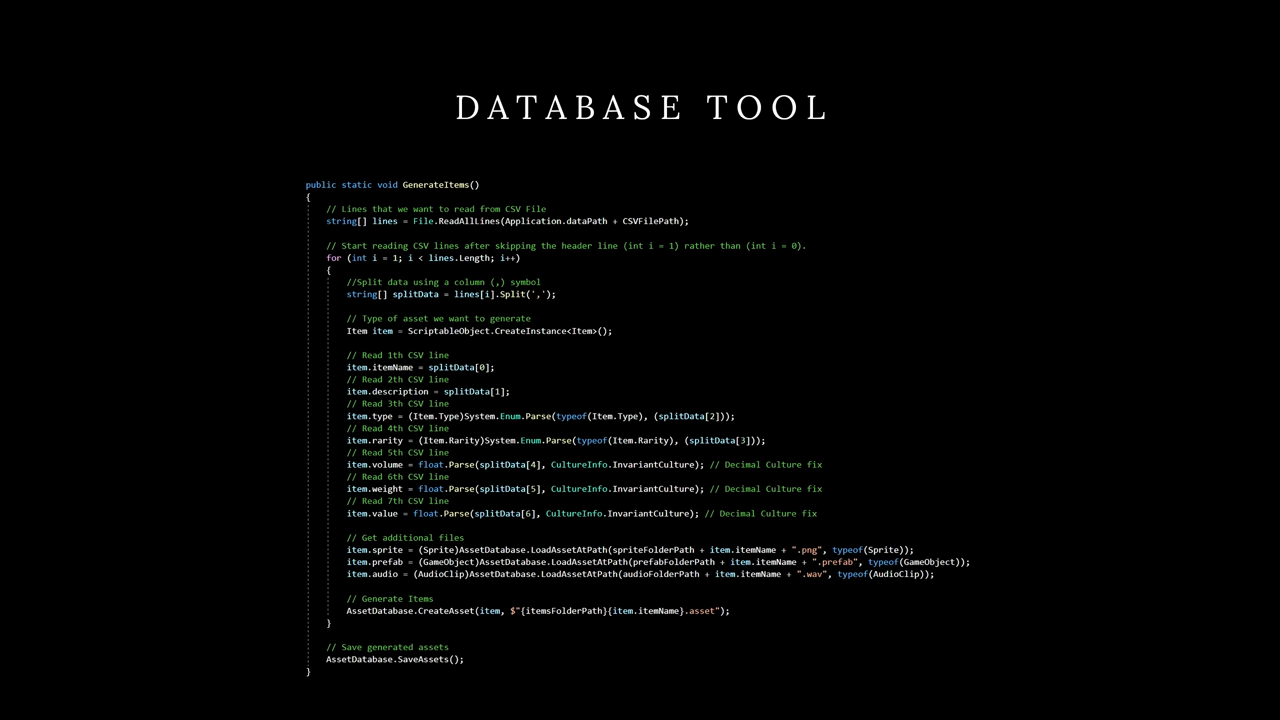 DATABASE TOOL
public static void GenerateItems()
{
// Lines that we want to read from CSV File
string[] lines = File.ReadAllLines(Application.dataPath + CSVFilePath);
// Start reading CSV lines after skipping the header line (int i = 1) rather than (int i = 0).
for (int i = 1; i < lines.Length; i++)
{
//Split data using a column (,) symbol
string[] splitData = lines[i].Split(',');
// Type of asset we want to generate
Item item = ScriptableObject.CreateInstance<Item>();
// Read 1th CSV line
item.itemName = splitData[0];
// Read 2th CSV line
item.description = splitData[1];
// Read 3th CSV line
item.type = (Item.Type)System.Enum.Parse(typeof(Item.Type), (splitData[2]));
// Read 4th CSV line
item.rarity = (Item.Rarity)System.Enum.Parse(typeof(Item.Rarity), (splitData[3]));
// Read 5th CSV line
item.volume = float.Parse(splitData[4], CultureInfo.InvariantCulture); // Decimal Culture fix
// Read 6th CSV line
item.weight = float.Parse(splitData[5], CultureInfo.InvariantCulture); // Decimal Culture fix
// Read 7th CSV line
item.value = float.Parse(splitData[6], CultureInfo.InvariantCulture); // Decimal Culture fix
// Get additional files
item.sprite = (Sprite)AssetDatabase.LoadAssetAtPath(spriteFolderPath + item.itemName + ".png", typeof(Sprite));
item.prefab = (GameObject)AssetDatabase.LoadAssetAtPath(prefabFolderPath + item.itemName + ".prefab", typeof(GameObject));
item.audio = (AudioClip)AssetDatabase.LoadAssetAtPath(audioFolderPath + item.itemName + ".wav", typeof(AudioClip));
// Generate Items
AssetDatabase.CreateAsset(item, $"{itemsFolderPath}{item.itemName}.asset");
}
// Save generated assets
AssetDatabase.SaveAssets();
}